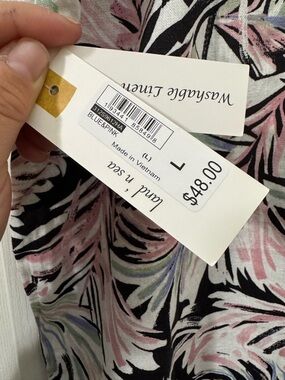 Washable Linen
BLUE&PINK
(L)
Made in Vietnam
L
$48.00
land 'n sea